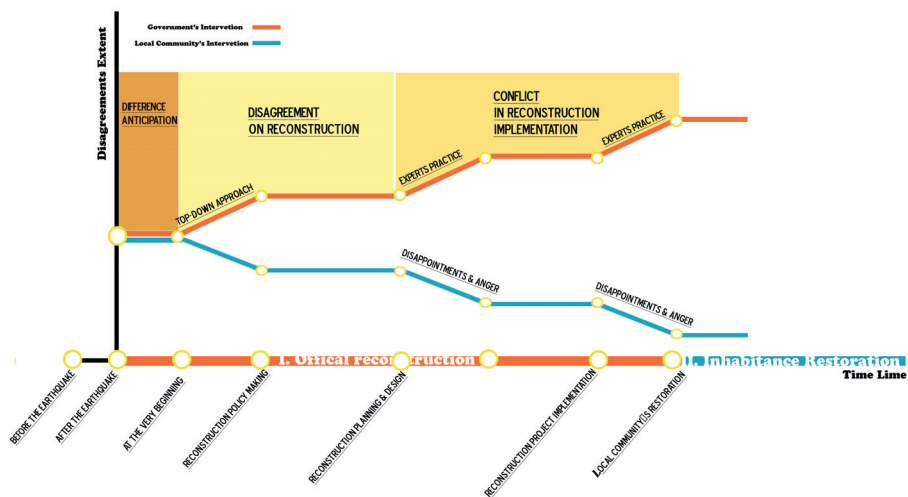 Government's Intervetion
Local Community's Intervetion
Disagreements Extent
DIFFERENCE
ANTICIPATION
DISAGREEMENT
ON RECONSTRUCTION
CONFLICT
IN RECONSTRUCTION
IMPLEMENTATION
TOP-DOWN APPROACH
EXPERTS PRACTICE
EXPERTS PRACTICE
DISAPPOINTMENTS & ANGER
DISAPPOINTMENTS & ANGER
I. Offical reconstruction
II. Inhabitance Restoration
Time Lime
BEFORE THE EARTHQUAKE
AFTER THE EARTHQUAKE
AT THE VERY BEGINNING
RECONSTRUCTION POLICY MAKING
RECONSTRUCTION PLANNING & DESIGN
RECONSTRUCTION PROJECT IMPLEMENTATION
LOCAL COMMUNITY'S RESTORATION